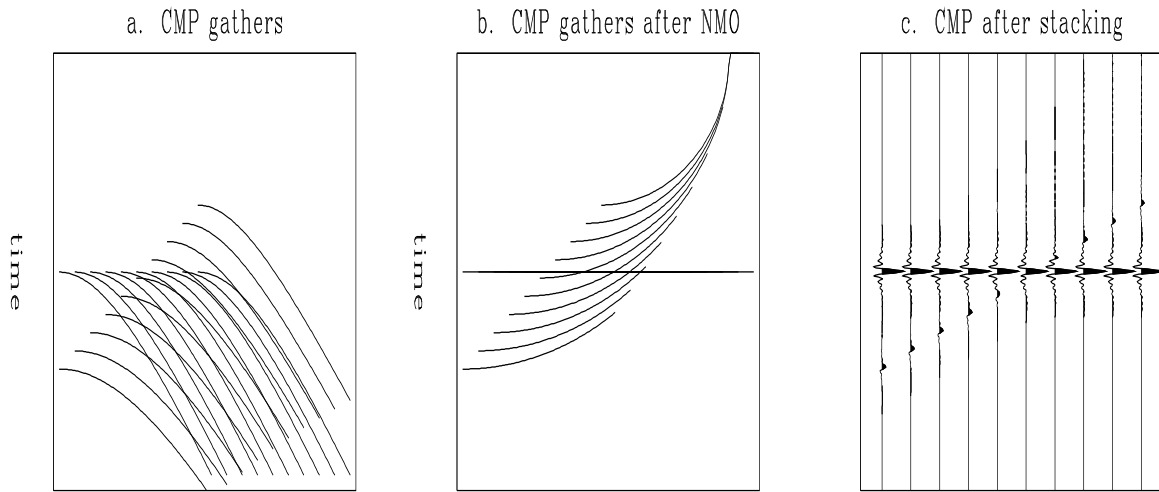 a. CMP gathers
b. CMP gathers after NMO
c. CMP after stacking
time
time